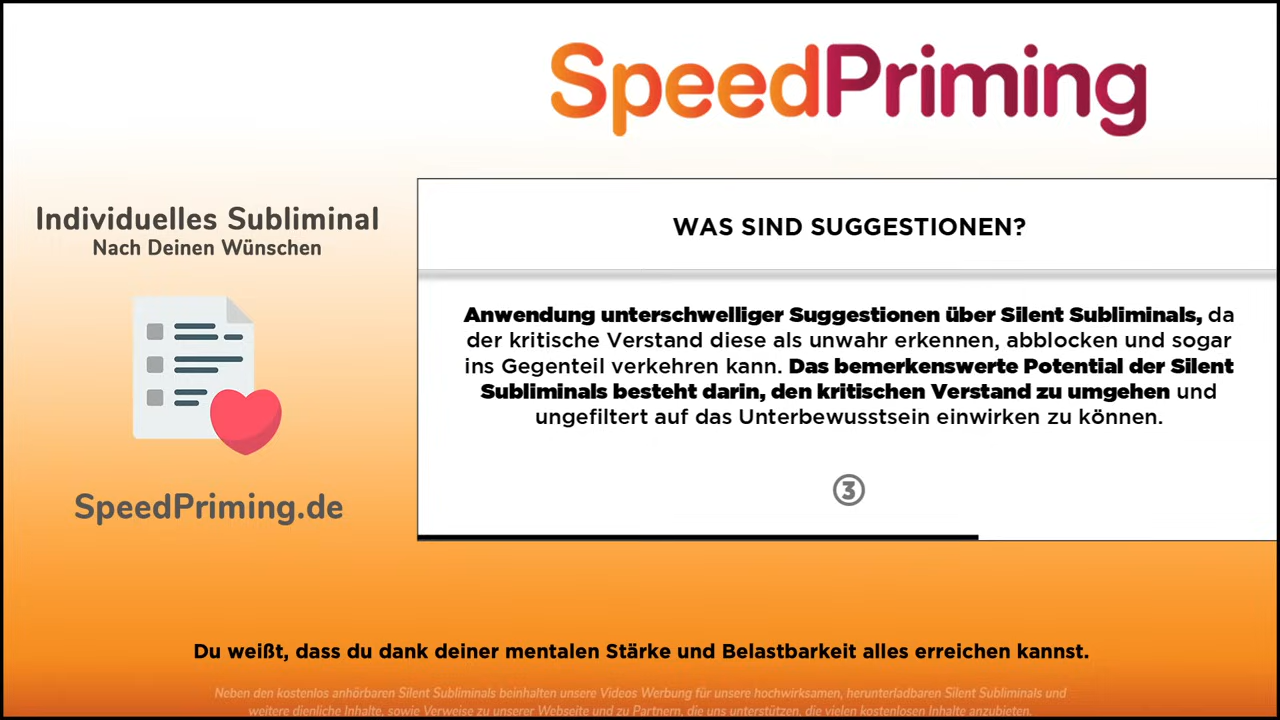 SpeedPriming
Individuelles Subliminal
Nach Deinen Wünschen
SpeedPriming.de
WAS SIND SUGGESTIONEN?
Anwendung unterschwelliger Suggestionen über Silent Subliminals, da
der kritische Verstand diese als unwahr erkennen, abblocken und sogar
ins Gegenteil verkehren kann. Das bemerkenswerte Potential der Silent
Subliminals besteht darin, den kritischen Verstand zu umgehen und
ungefiltert auf das Unterbewusstsein einwirken zu können.
3
Du weißt, dass du dank deiner mentalen Stärke und Belastbarkeit alles erreichen kannst.
Neben den kostenlos anhörbaren Silent Subliminals beinhalten unsere Videos Werbung für unsere hochwirksamen, herunterladbaren Silent Subliminals und
weitere dienliche Inhalte, sowie Verweise zu unserer Webseite und zu Partnern, die uns unterstützen, die vielen kostenlosen Inhalte anzubieten.